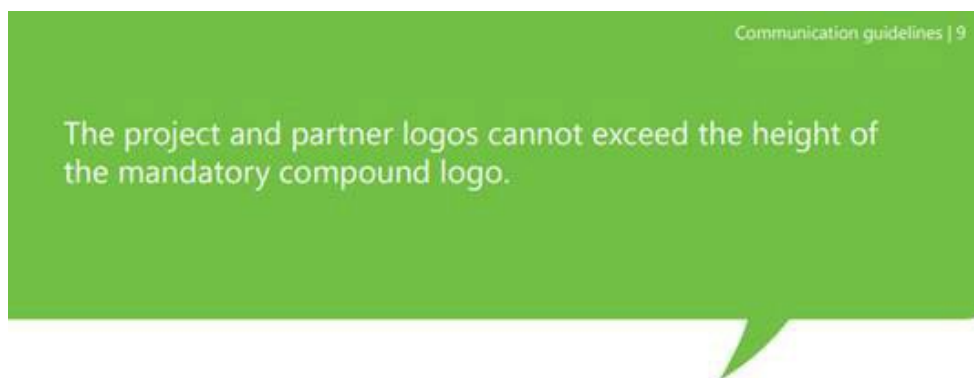 Communication guidelines | 9
The project and partner logos cannot exceed the height of
the mandatory compound logo.